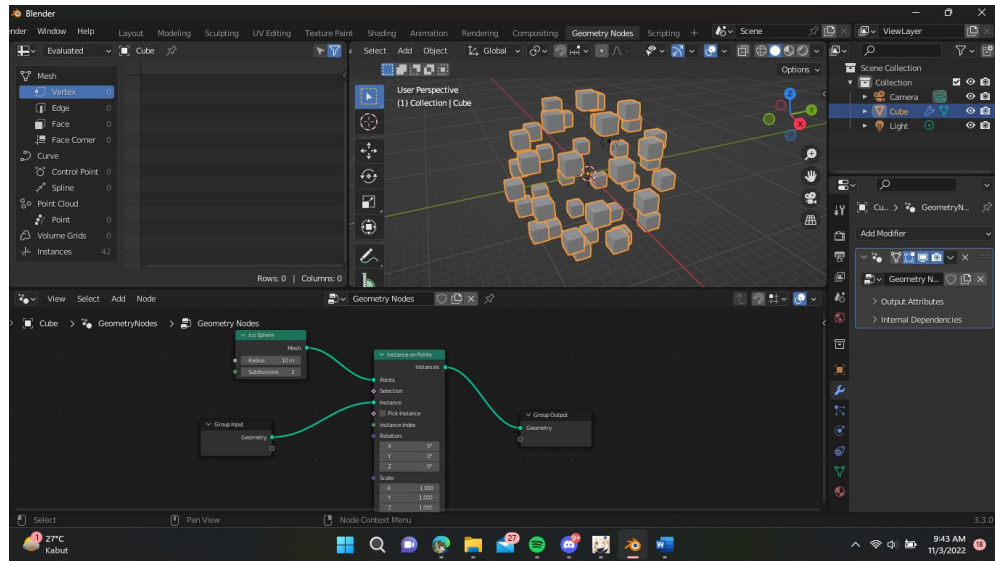 Blender
nder Window Help Layout Modeling Sculpting UV Editing Texture Paint Shading Animation Rendering Compositing Geometry Nodes Scripting + Scene ViewLayer
Evaluated Cube Select Add Object Global
Options
Mesh
Vertex 0
Edge 0
Face 0
Face Corner 0
Curve
Control Point 0
Spline 0
Point Cloud
Point 0
Volume Grids 0
Instances 42
Rows: 0 | Columns: 0
User Perspective
(1) Collection | Cube
Z
Y
X
Scene Collection
Collection
Camera
Cube
Light
Cu... > GeometryN...
Add Modifier
Geometry N...
> Output Attributes
> Internal Dependencies
View Select Add Node Geometry Nodes
Cube > GeometryNodes > Geometry Nodes
Ico Sphere
Mesh
Radius 10 m
Subdivisions 2
Group Input
Geometry
Instance on Points
Instances
Points
Selection
Instance
Pick Instance
Instance Index
Rotation:
X 0°
Y 0°
Z 0°
Scale:
X 1.000
Y 1.000
Z 1.000
Group Output
Geometry
Select Pan View Node Context Menu 3.3.0
1
27°C
Kabut
27
9+
W
9:43 AM
11/3/2022
18